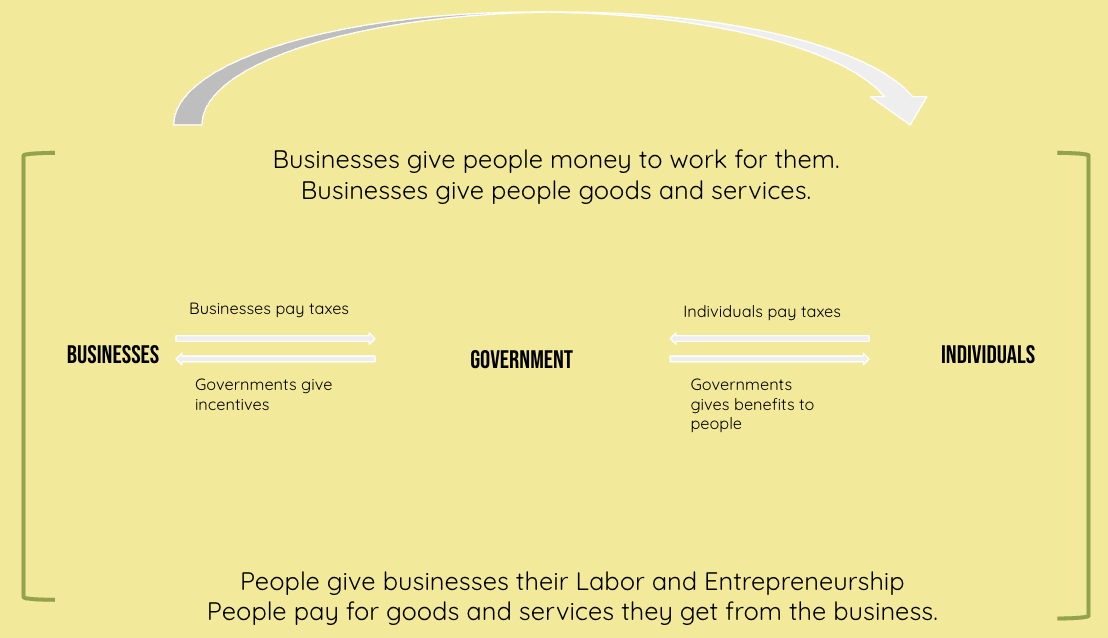 Businesses give people money to work for them.
Businesses give people goods and services.
Businesses pay taxes
Individuals pay taxes
BUSINESSES
GOVERNMENT
INDIVIDUALS
Governments give
incentives
Governments
gives benefits to
people
People give businesses their Labor and Entrepreneurship
People pay for goods and services they get from the business.